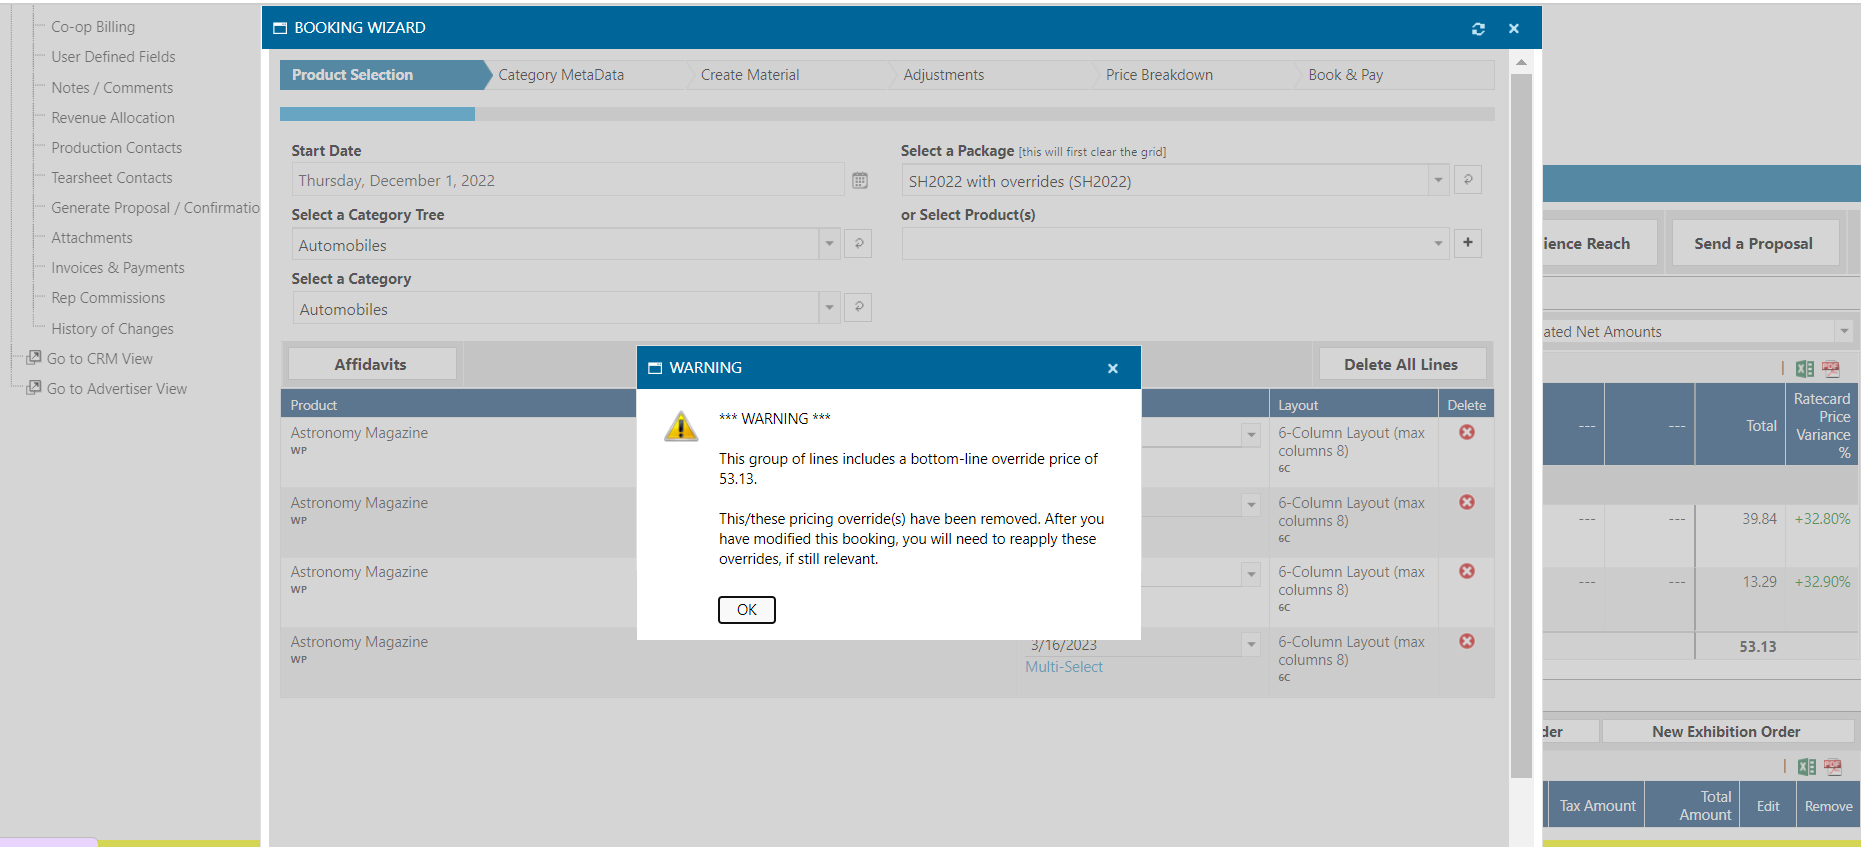 Co-op Billing
User Defined Fields
Notes / Comments
Revenue Allocation
Production Contacts
Tearsheet Contacts
Generate Proposal / Confirmatio
Attachments
Invoices & Payments
Rep Commissions
History of Changes
Go to CRM View
Go to Advertiser View
BOOKING WIZARD
Product Selection
Category MetaData
Create Material
Adjustments
Price Breakdown
Book & Pay
Start Date
Thursday, December 1, 2022
Select a Package [this will first clear the grid]
SH2022 with overrides (SH2022)
Select a Category Tree
Automobiles
or Select Product(s)
Select a Category
Automobiles
Affidavits
Delete All Lines
Product
Layout
Delete
Astronomy Magazine
WP
6-Column Layout (max
columns 8)
6C
Astronomy Magazine
WP
6-Column Layout (max
columns 8)
6C
Astronomy Magazine
WP
6-Column Layout (max
columns 8)
6C
Astronomy Magazine
WP
3/16/2023
Multi-Select
6-Column Layout (max
columns 8)
6C
WARNING
*** WARNING ***
This group of lines includes a bottom-line override price of
53.13.
This/these pricing override(s) have been removed. After you
have modified this booking, you will need to reapply these
overrides, if still relevant.
OK
ience Reach
Send a Proposal
ated Net Amounts
---
---
Total
Ratecard
Price
Variance
%
---
---
39.84
+32.80%
---
---
13.29
+32.90%
53.13
der
New Exhibition Order
Tax Amount
Total
Amount
Edit
Remove